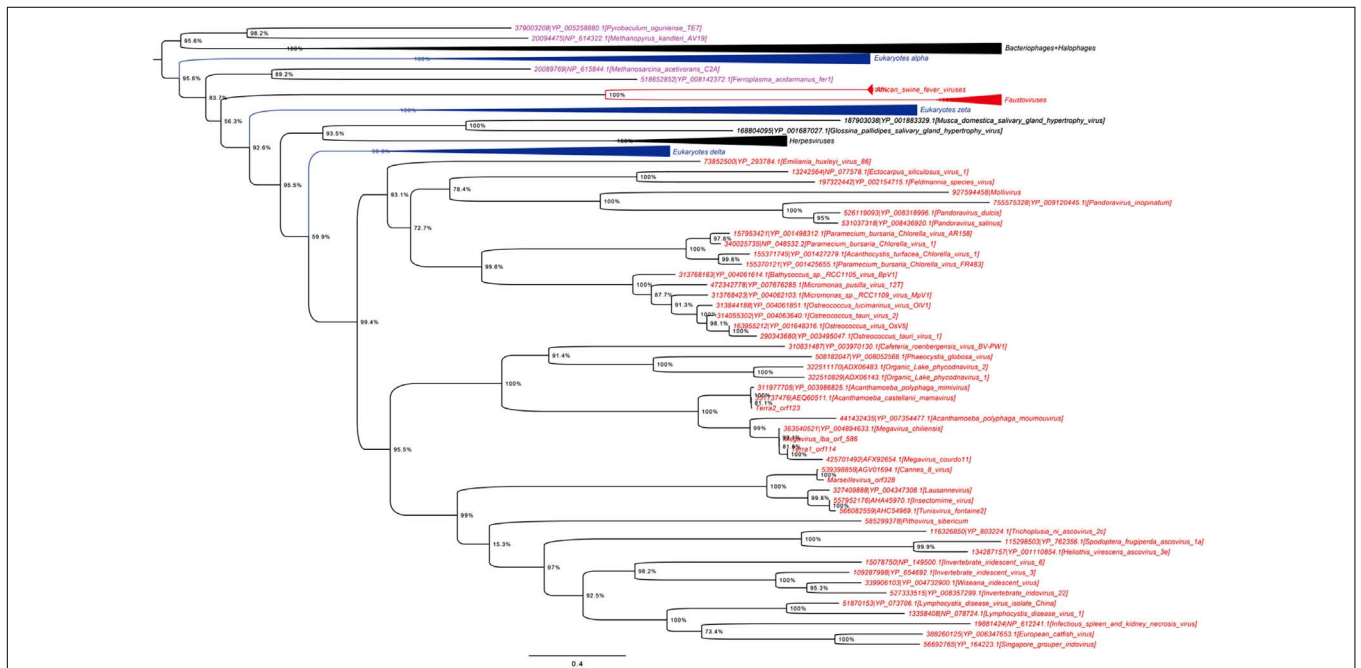 379003208|YP_005258880.1[Pyrobaculum_oguniense_TE7]
98.2%
20094475|NP_614322.1[Methanopyrus_kandleri_AV19]
95.6%
100%
Bacteriophages+Halophages
100%
Eukaryotes alpha
20089769|NP_615844.1[Methanosarcina_acetivorans_C2A]
95.6%
89.2%
518652852|YP_008142372.1[Ferroplasma_acidarmanus_fer1]
African_swine_fever_viruses
83.7%
100%
Faustoviruses
100%
Eukaryotes zeta
56.3%
187903038|YP_001883329.1[Musca_domestica_salivary_gland_hypertrophy_virus]
100%
168804095|YP_001687027.1[Glossina_pallidipes_salivary_gland_hypertrophy_virus]
93.5%
100%
Herpesviruses
92.6%
Eukaryotes delta
73852500|YP_293784.1[Emiliania_huxleyi_virus_86]
13242564|NP_077578.1[Ectocarpus_siliculosus_virus_1]
100%
197322442|YP_002154715.1[Feldmannia_species_virus]
95.5%
78.4%
93.1%
927594458|Mollivirus
100%
755575328|YP_009120445.1[Pandoravirus_inopinatum]
100%
526119093|YP_008318996.1[Pandoravirus_dulcis]
95%
531037318|YP_008436920.1[Pandoravirus_salinus]
72.7%
59.9%
157953421|YP_001498312.1[Paramecium_bursaria_Chlorella_virus_AR158]
97.8%
340025735|NP_048532.2[Paramecium_bursaria_Chlorella_virus_1]
100%
155371745|YP_001427279.1[Acanthocystis_turfacea_Chlorella_virus_1]
99.6%
155370121|YP_001425655.1[Paramecium_bursaria_Chlorella_virus_FR483]
99.6%
313768183|YP_004061614.1[Bathycoccus_sp._RCC1105_virus_BpV1]
100%
472342778|YP_007676285.1[Micromonas_pusilla_virus_12T]
87.7%
313768423|YP_004062103.1[Micromonas_sp._RCC1109_virus_MpV1]
91.3%
313844188|YP_004061851.1[Ostreococcus_lucimarinus_virus_OlV1]
100%
314055302|YP_004063640.1[Ostreococcus_tauri_virus_2]
98.1%
163955212|YP_001648316.1[Ostreococcus_virus_OsV5]
100%
290343680|YP_003495047.1[Ostreococcus_tauri_virus_1]
99.4%
310831487|YP_003970130.1[Cafeteria_roenbergensis_virus_BV-PW1]
91.4%
508182047|YP_008052566.1[Phaeocystis_globosa_virus]
100%
322511170|ADX06483.1[Organic_Lake_phycodnavirus_2]
100%
322510829|ADX06143.1[Organic_Lake_phycodnavirus_1]
100%
311977705|YP_003986825.1[Acanthamoeba_polyphaga_mimivirus]
100%
AEQ60511.1[Acanthamoeba_castellanii_mamavirus]
81.1%
Terra2_orf123
100%
441432435|YP_007354477.1[Acanthamoeba_polyphaga_moumouvirus]
99%
363540521|YP_004894633.1[Megavirus_chiliensis]
Megavirus_lba_orf_586
Terra1_orf114
100%
425701492|AFX92654.1[Megavirus_courdo11]
95.5%
539398859|AGV01694.1[Cannes_8_virus]
100%
Marseillevirus_orf326
100%
327409888|YP_004347308.1[Lausannevirus]
99.8%
557952176|AHA45970.1[Insectomime_virus]
100%
566082559|AHC54969.1[Tunisvirus_fontaine2]
99%
585299378|Pithovirus_sibericum
116326850|YP_803224.1[Trichoplusia_ni_ascovirus_2c]
100%
115298503|YP_762356.1[Spodoptera_frugiperda_ascovirus_1a]
99.9%
134287157|YP_001110854.1[Heliothis_virescens_ascovirus_3e]
15.3%
15078750|NP_149500.1[Invertebrate_iridescent_virus_6]
97%
98.2%
109287998|YP_654692.1[Invertebrate_iridescent_virus_3]
100%
339906103|YP_004732900.1[Wiseana_iridescent_virus]
95.3%
527333515|YP_008357299.1[Invertebrate_iridovirus_22]
92.5%
51870153|YP_073706.1[Lymphocystis_disease_virus_isolate_China]
100%
13358408|NP_078724.1[Lymphocystis_disease_virus_1]
100%
19881424|NP_612241.1[Infectious_spleen_and_kidney_necrosis_virus]
73.4%
388260125|YP_006347653.1[European_catfish_virus]
100%
56692765|YP_164223.1[Singapore_grouper_iridovirus]
0.4